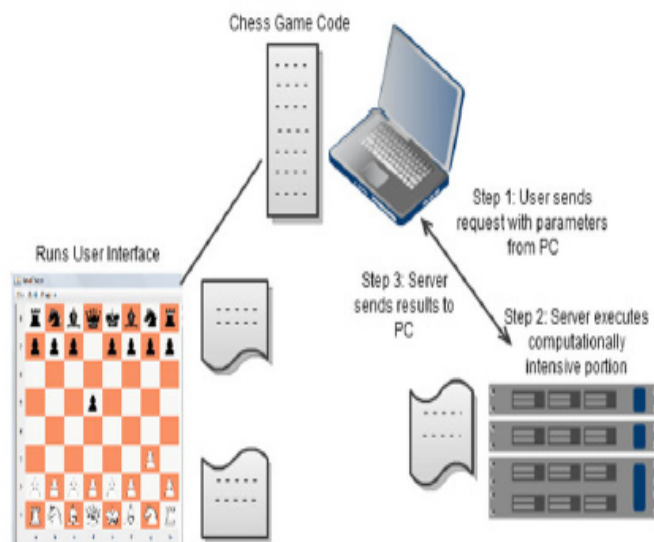 Chess Game Code
Step 1: User sends
request with parameters
from PC
Runs User Interface
Step 3: Server
sends results to
PC
Step 2: Server executes
computationally
intensive portion